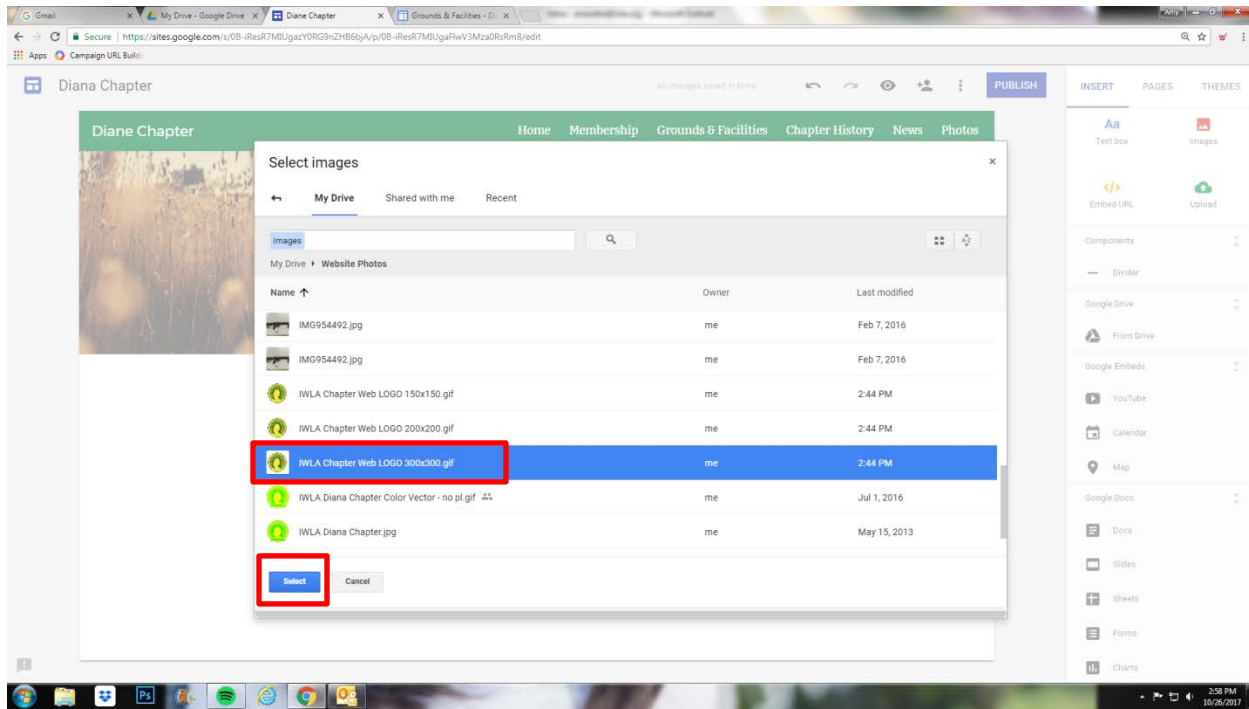 Gmail
My Drive - Google Drive
Diane Chapter
Grounds & Facilities - Di
Amy
Secure
https://sites.google.com/s/0B-iResR7MIUgazY0RG9nZHB6bjA/p/0B-iResR7MIUgaFlwV3Mza0RsRm8/edit
Apps
Campaign URL Build
Diana Chapter
All changes saved in Drive
PUBLISH
INSERT
PAGES
THEMES
Diane Chapter
Home
Membership
Grounds & Facilities
Chapter History
News
Photos
Aa
Text box
Images
Embed URL
Upload
Select images
My Drive
Shared with me
Recent
Images
My Drive
Website Photos
Name
Owner
Last modified
IMG954492.jpg
me
Feb 7, 2016
IMG954492.jpg
me
Feb 7, 2016
IWLA Chapter Web LOGO 150x150.gif
me
2:44 PM
IWLA Chapter Web LOGO 200x200.gif
me
2:44 PM
IWLA Chapter Web LOGO 300x300.gif
me
2:44 PM
IWLA Diana Chapter Color Vector - no pl.gif
me
Jul 1, 2016
IWLA Diana Chapter.jpg
me
May 15, 2013
Select
Cancel
Components
Divider
Google Drive
From Drive
Google Embeds
YouTube
Calendar
Map
Google Docs
Docs
Slides
Sheets
Forms
Charts
Ps
2:58 PM
10/26/2017